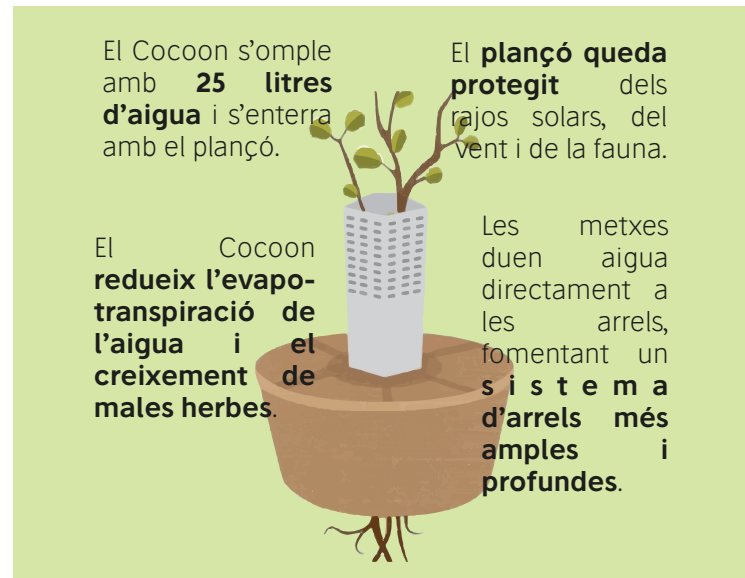 El Cocoon s’omple
amb 25 litres
d’aigua i s’enterra
amb el plançó.
El plançó queda
protegit dels
rajos solars, del
vent i de la fauna.
El Cocoon
redueix l’evapo-
transpiració de
l’aigua i el
creixement de
males herbes.
Les metxes
duen aigua
directament a
les arrels,
fomentant un
sistema
d’arrels més
amples i
profundes.